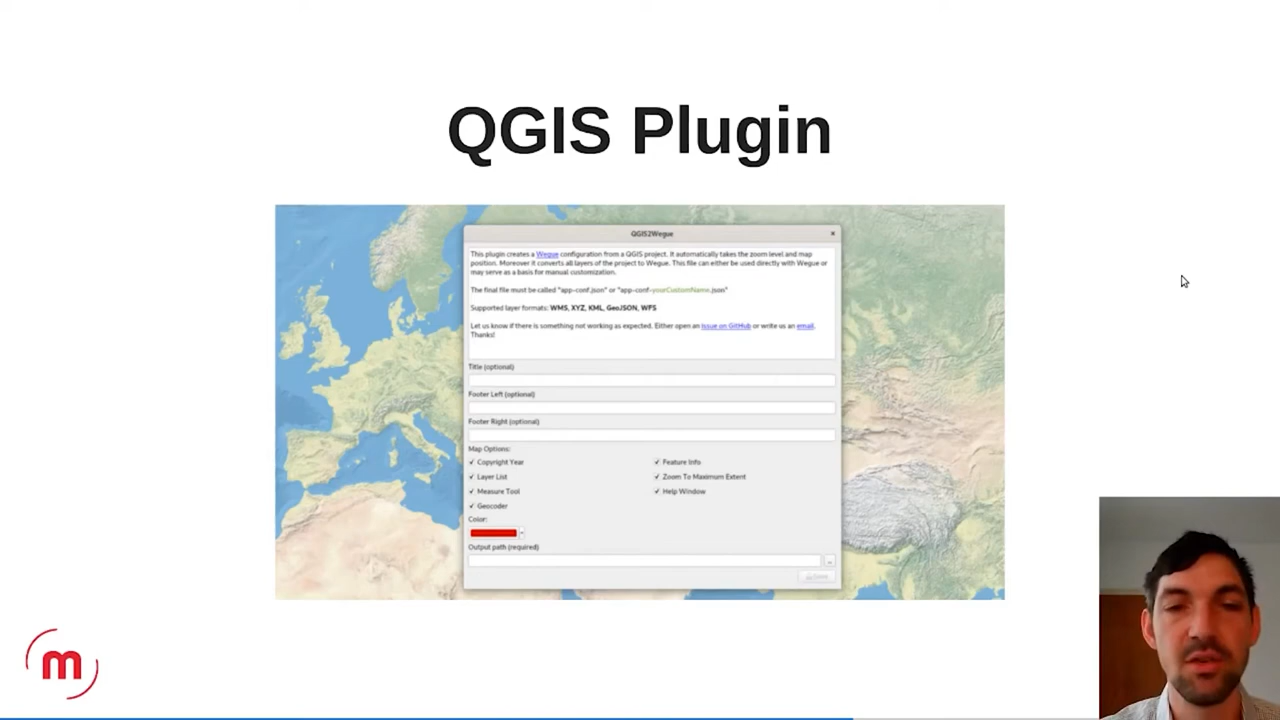 QGIS Plugin
QGIS2Wegue
This plugin creates a Wegue configuration from a QGIS project. It automatically takes the zoom level and map
position. Moreover it converts all layers of the project to Wegue. This file can either be used directly with Wegue or
may serve as a basis for manual customization.
The final file must be called "app-conf.json" or "app-conf-yourCustomName.json"
Supported layer formats: WMS, XYZ, KML, GeoJSON, WFS
Let us know if there is something not working as expected. Either open an issue on GitHub or write us an email.
Thanks!
Title (optional)
Footer Left (optional)
Footer Right (optional)
Map Options:
Copyright Year
Feature Info
Layer List
Zoom To Maximum Extent
Measure Tool
Help Window
Geocoder
Color:
Output path (required)
...
m